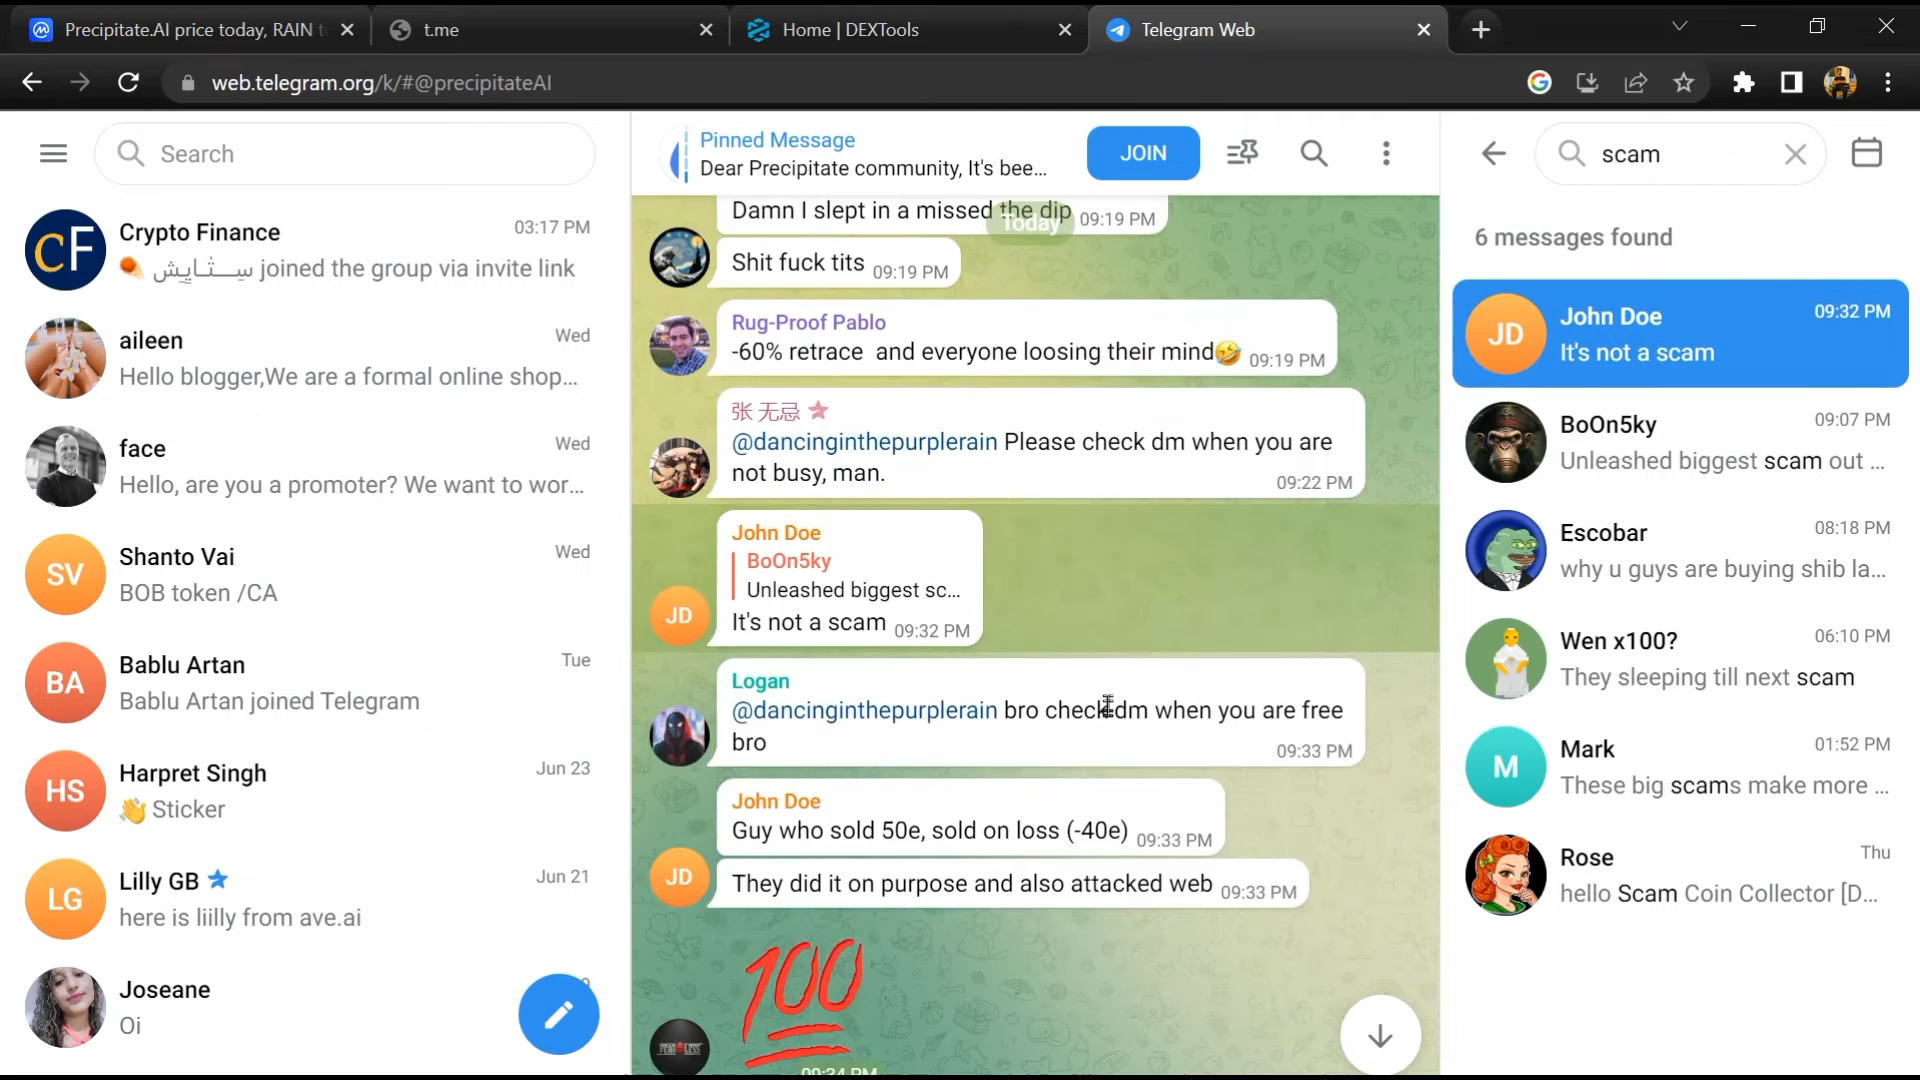 Precipitate.AI price today, RAIN t
t.me
Home | DEXTools
Telegram Web
web.telegram.org/k/#@precipitateAI
Search
Crypto Finance
03:17 PM
joined the group via invite link
aileen
Wed
Hello blogger,We are a formal online shop...
face
Wed
Hello, are you a promoter? We want to wor...
SV
Shanto Vai
Wed
BOB token /CA
BA
Bablu Artan
Tue
Bablu Artan joined Telegram
HS
Harpret Singh
Jun 23
👋 Sticker
LG
Lilly GB
Jun 21
here is liilly from ave.ai
Joseane
Oi
Pinned Message
Dear Precipitate community, It's bee...
JOIN
Today
Damn I slept in a missed the dip 09:19 PM
Shit fuck tits 09:19 PM
Rug-Proof Pablo
-60% retrace and everyone loosing their mind🤣 09:19 PM
张 无忌
@dancinginthepurplerain Please check dm when you are
not busy, man.
09:22 PM
John Doe
BoOn5ky
Unleashed biggest sc...
JD
It's not a scam 09:32 PM
Logan
@dancinginthepurplerain bro check dm when you are free
bro
09:33 PM
John Doe
Guy who sold 50e, sold on loss (-40e) 09:33 PM
JD
They did it on purpose and also attacked web 09:33 PM
100
09:34 PM
scam
6 messages found
JD
John Doe
09:32 PM
It's not a scam
BoOn5ky
09:07 PM
Unleashed biggest scam out ...
Escobar
08:18 PM
why u guys are buying shib la...
Wen x100?
06:10 PM
They sleeping till next scam
M
Mark
01:52 PM
These big scams make more ...
Rose
Thu
hello Scam Coin Collector [D...